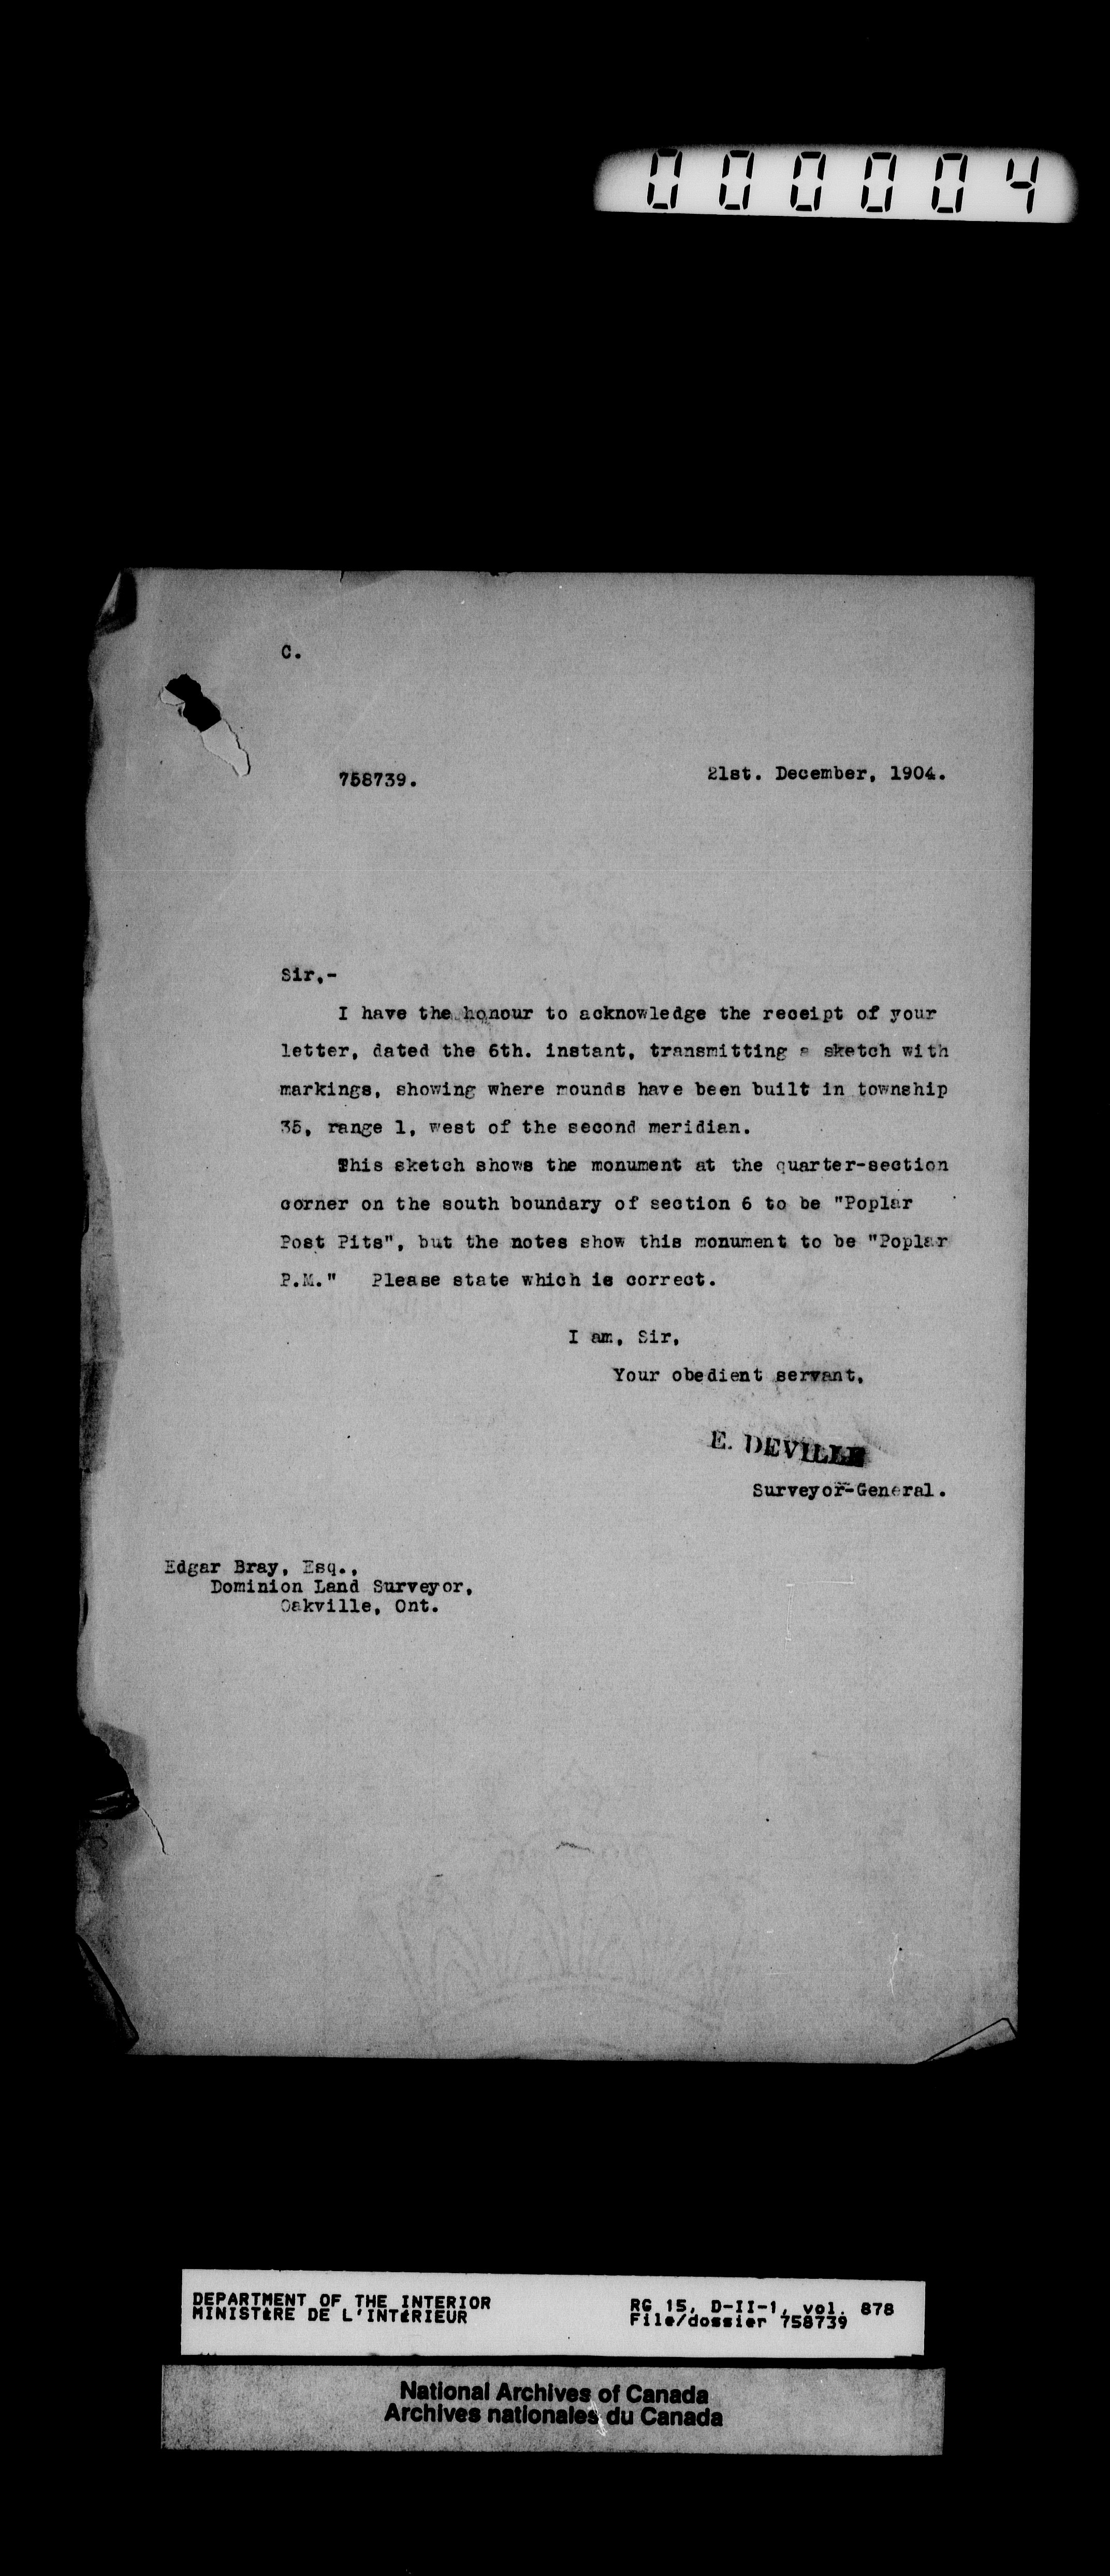 000004
C.
758739.
21st. December, 1904.
Sir,-
I have the honour to acknowledge the receipt of your
letter, dated the 6th. instant, transmitting a sketch with
markings, showing where mounds have been built in township
35, range 1, west of the second meridian.
This sketch shows the monument at the quarter-section
corner on the south boundary of section 6 to be "Poplar
Post Pits", but the notes show this monument to be "Poplar
P.M." Please state which is correct.
I am, Sir,
Your obedient servant,
E. DEVILLE
Surveyor-General.
Edgar Bray, Esq.,
Dominion Land Surveyor,
Oakville, Ont.
DEPARTMENT OF THE INTERIOR
MINISTÈRE DE L'INTÉRIEUR
RG 15, D-II-1, vol. 878
File/dossier 758739
National Archives of Canada
Archives nationales du Canada